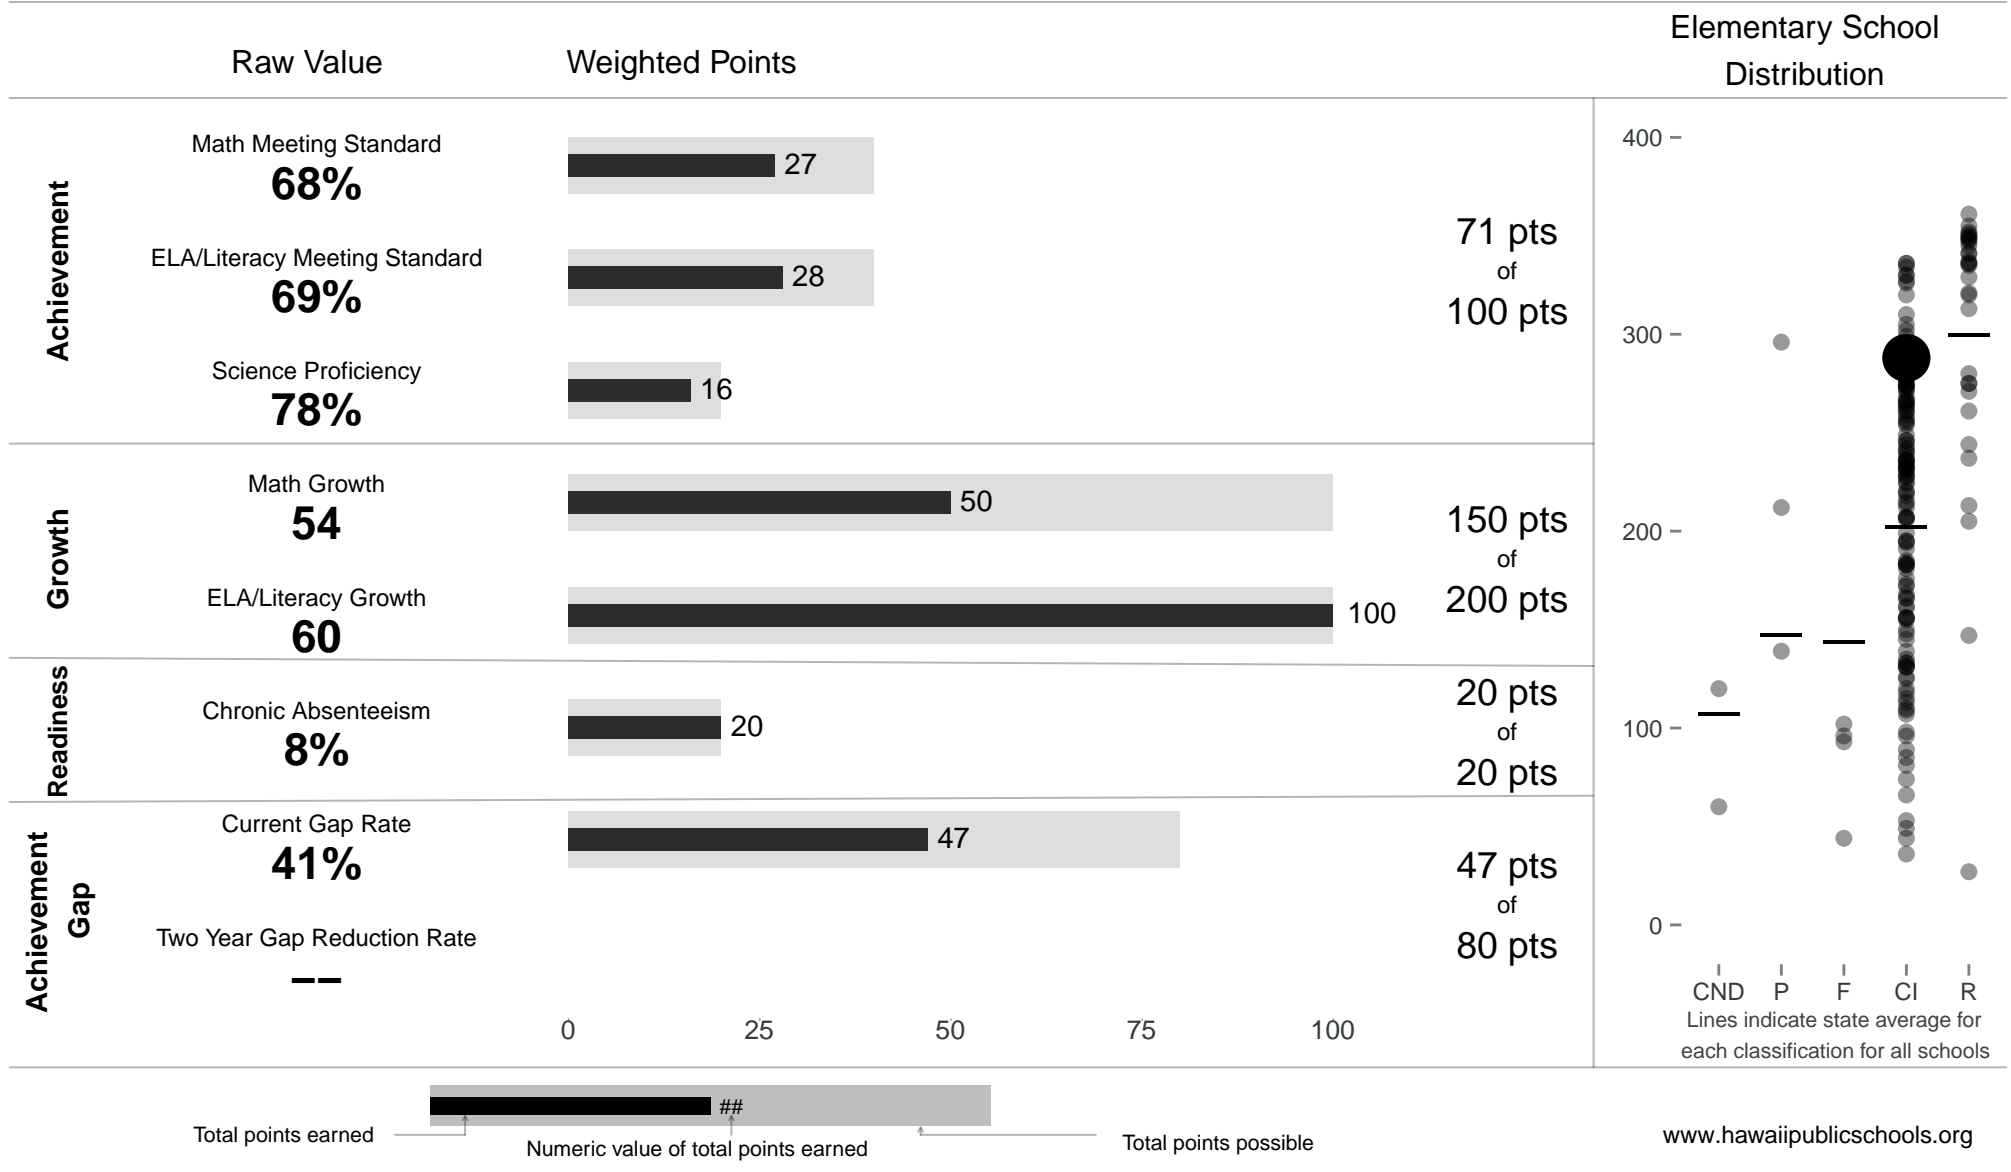 Raw Value
Weighted Points
Elementary School
Distribution
Achievement
Math Meeting Standard
68%
27
ELA/Literacy Meeting Standard
69%
28
Science Proficiency
78%
16
71 pts
of
100 pts
Growth
Math Growth
54
50
ELA/Literacy Growth
60
100
150 pts
of
200 pts
Readiness
Chronic Absenteeism
8%
20
20 pts
of
20 pts
Achievement
Gap
Current Gap Rate
41%
47
Two Year Gap Reduction Rate
––
47 pts
of
80 pts
0 25 50 75 100
400
300
200
100
0
CND P F CI R
Lines indicate state average for
each classification for all schools
##
Total points earned
Numeric value of total points earned
Total points possible
www.hawaiipublicschools.org